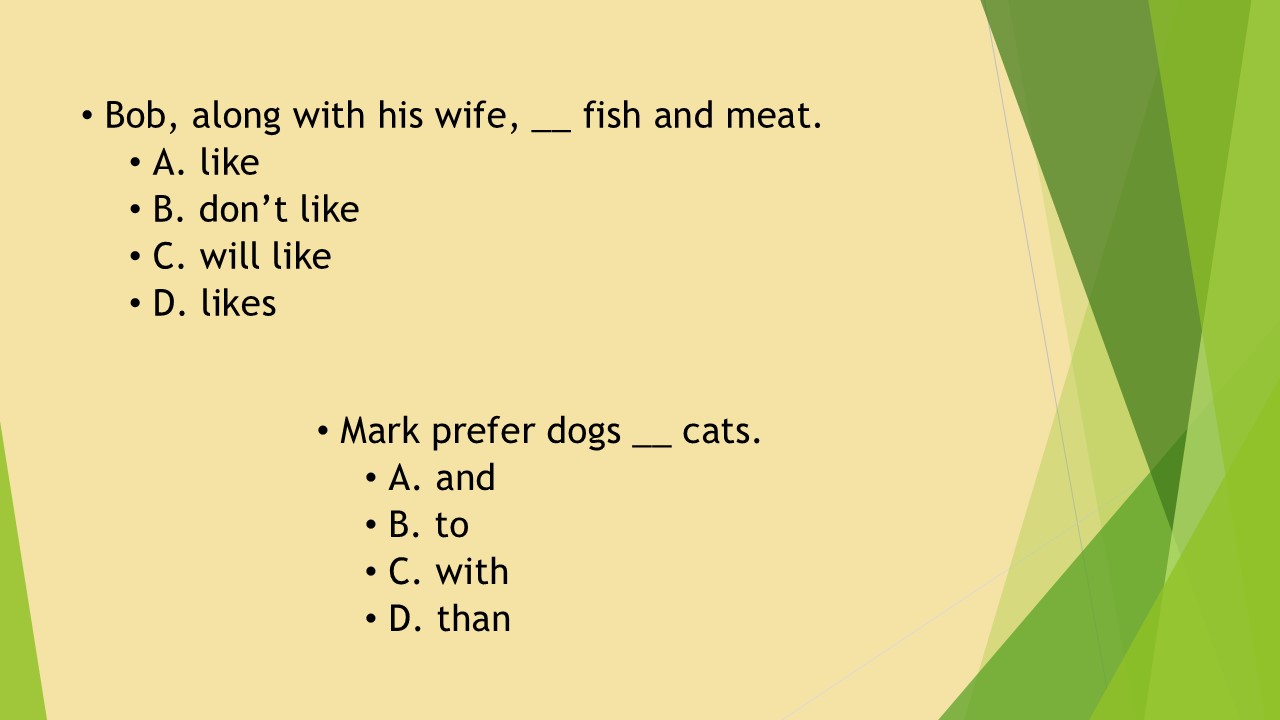 • Bob, along with his wife, __ fish and meat.
• A. like
• B. don’t like
• C. will like
• D. likes
• Mark prefer dogs __ cats.
• A. and
• B. to
• C. with
• D. than